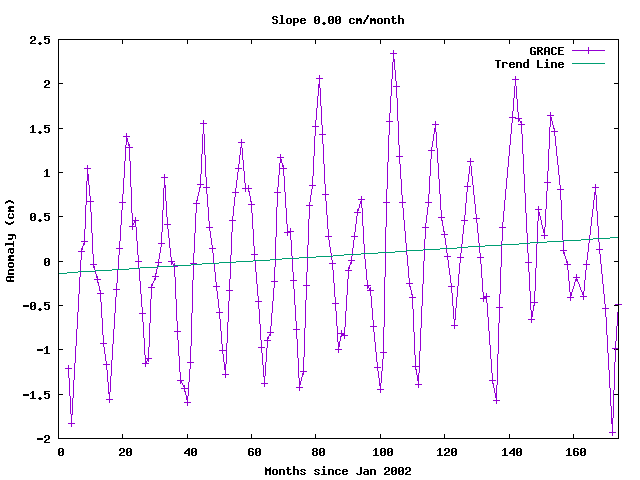 Slope 0.00 cm/month
GRACE
Trend Line
Anomaly (cm)
2.5
2
1.5
1
0.5
0
-0.5
-1
-1.5
-2
0 20 40 60 80 100 120 140 160
Months since Jan 2002